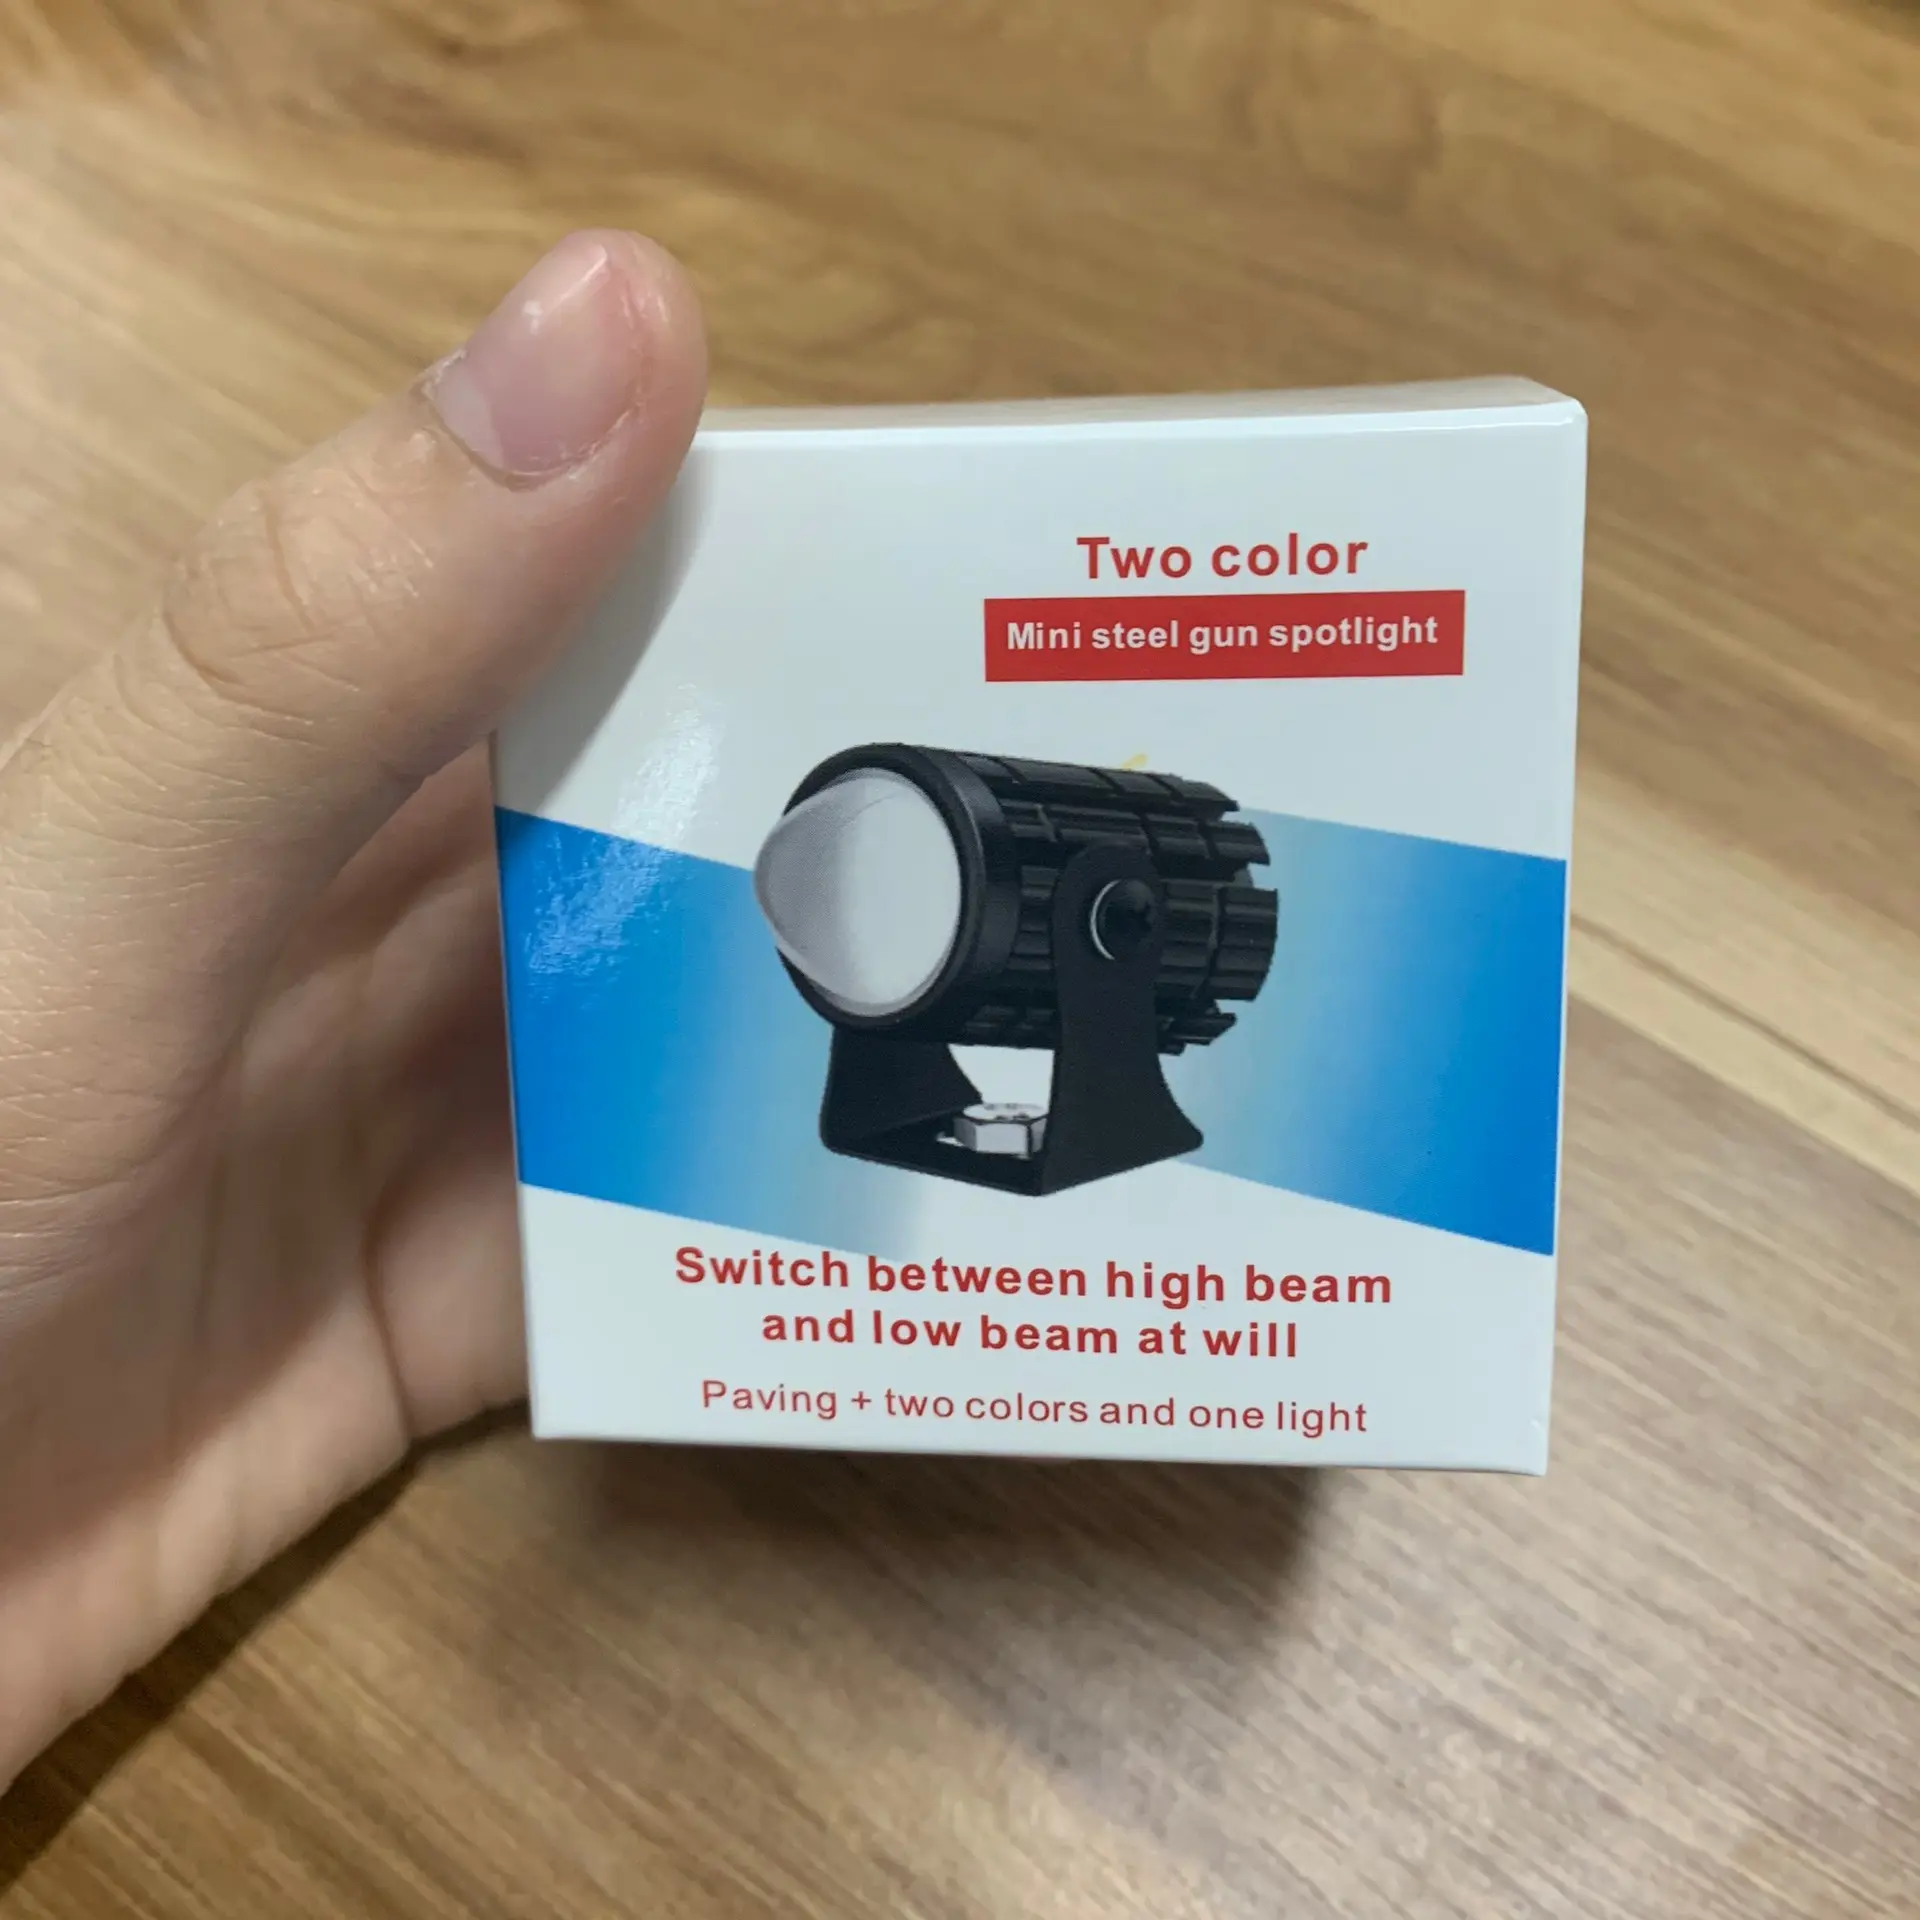 Two color
Mini steel gun spotlight
Switch between high beam
and low beam at will
Paving + two colors and one light